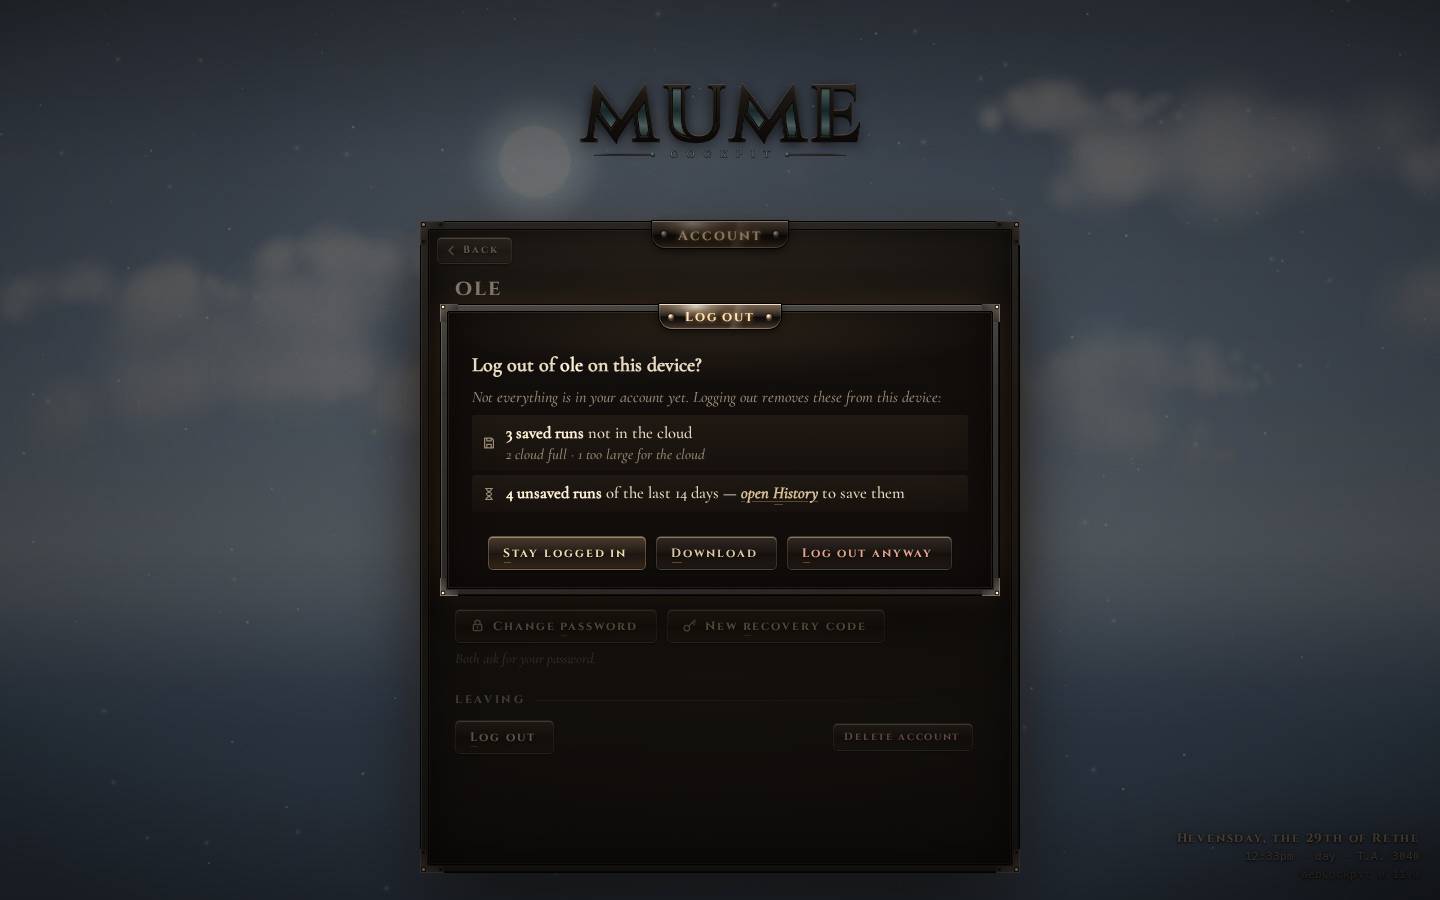 MUME
COCKPIT
ACCOUNT
BACK
OLE
LOG OUT
Log out of ole on this device?
Not everything is in your account yet. Logging out removes these from this device:
3 saved runs not in the cloud
2 cloud full · 1 too large for the cloud
4 unsaved runs of the last 14 days — open History to save them
STAY LOGGED IN
DOWNLOAD
LOG OUT ANYWAY
CHANGE PASSWORD
NEW RECOVERY CODE
Both ask for your password.
LEAVING
LOG OUT
DELETE ACCOUNT
HEVENSDAY, THE 29TH OF RETHE
12:33pm · day · T.A. 3040